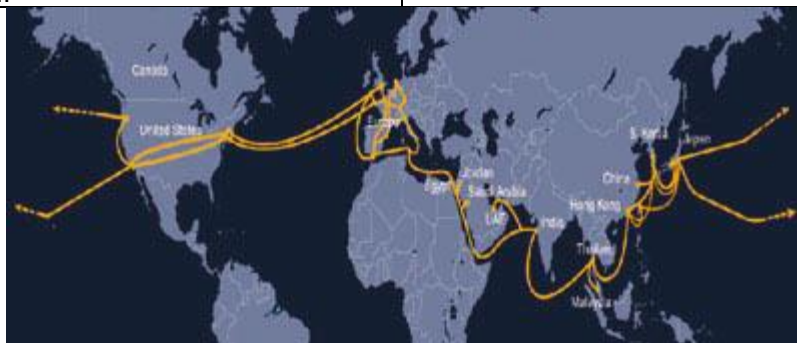 Canada
United States
Europe
S. Korea
Japan
Jordan
Egypt
Saudi Arabia
China
UAE
Hong Kong
India
Thailand
Malaysia